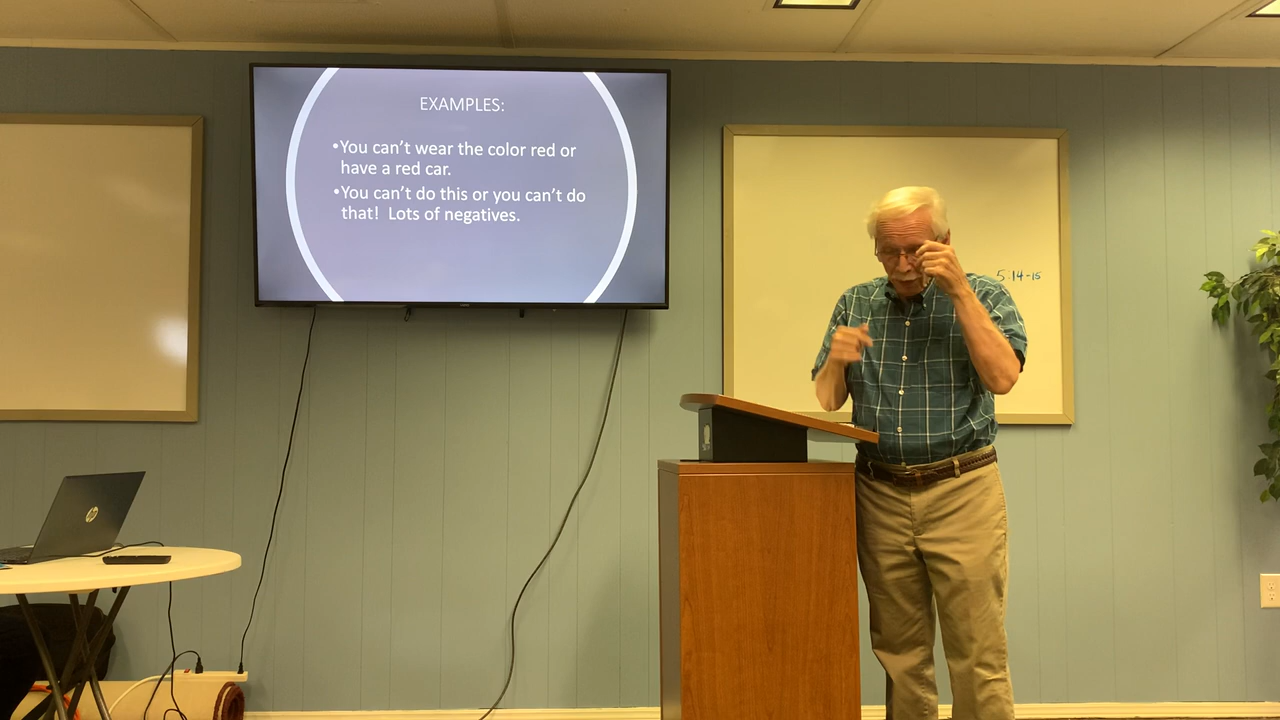 EXAMPLES:
•You can't wear the color red or
have a red car.
•You can't do this or you can't do
that!  Lots of negatives.
5:14-15
hp